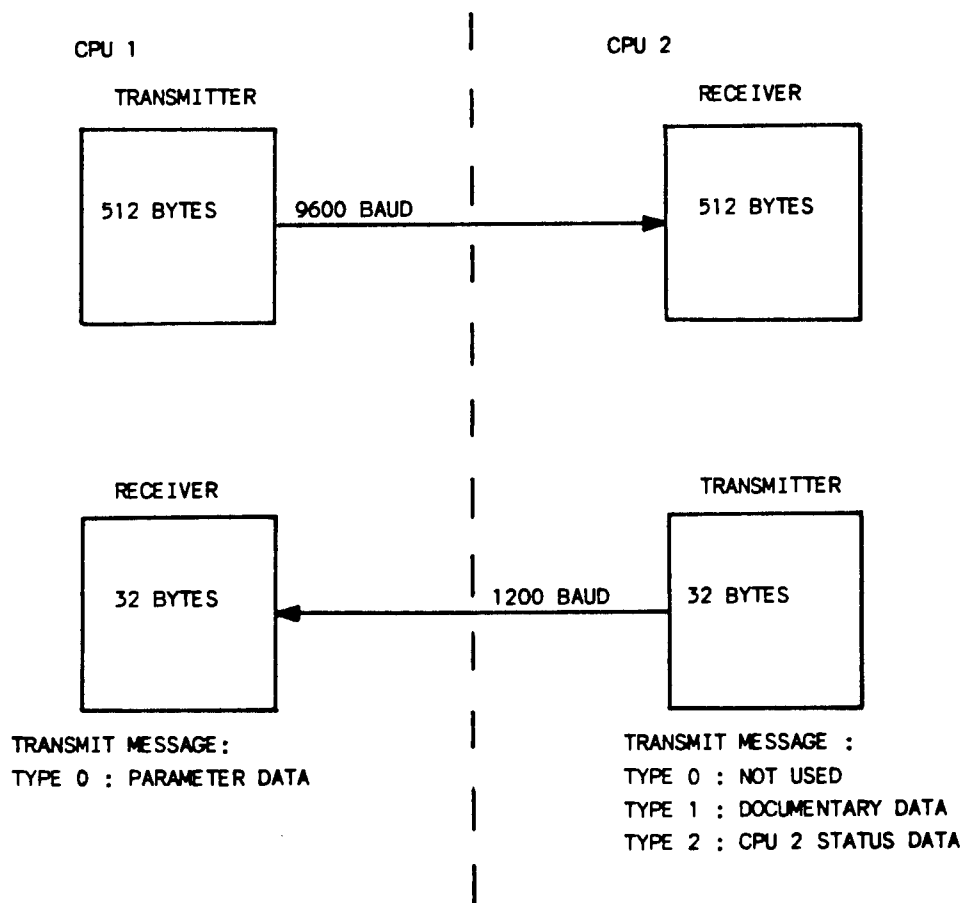 CPU 1
CPU 2
TRANSMITTER
RECEIVER
512 BYTES
9600 BAUD
512 BYTES
RECEIVER
TRANSMITTER
32 BYTES
1200 BAUD
32 BYTES
TRANSMIT MESSAGE:
TYPE 0 : PARAMETER DATA
TRANSMIT MESSAGE :
TYPE 0 : NOT USED
TYPE 1 : DOCUMENTARY DATA
TYPE 2 : CPU 2 STATUS DATA